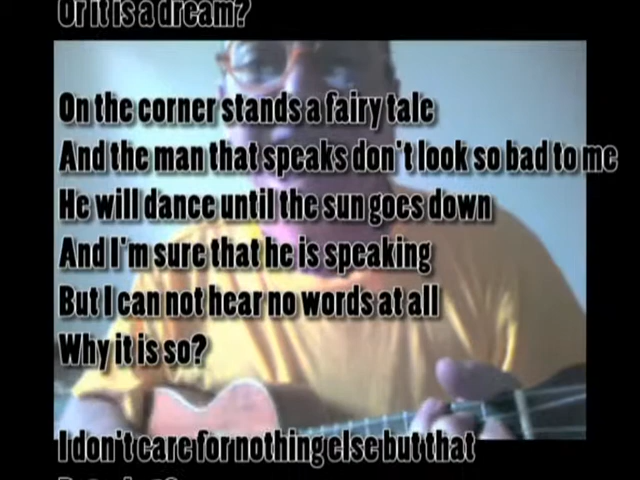 Or it is a dream?
On the corner stands a fairy tale
And the man that speaks don't look so bad to me
He will dance until the sun goes down
And I'm sure that he is speaking
But I can not hear no words at all
Why it is so?
I don't care for nothing else but that